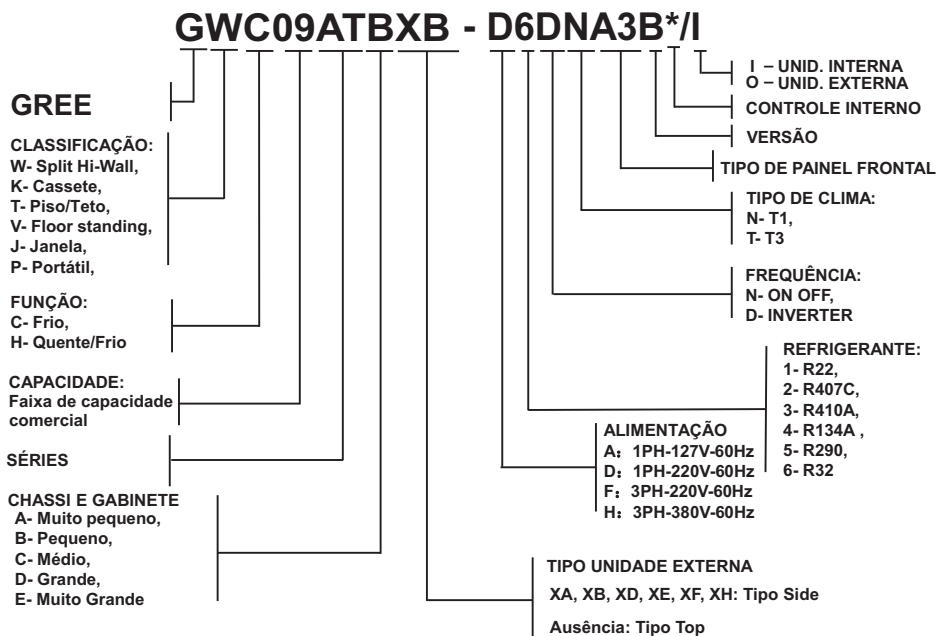 GWC09ATBXB - D6DNA3B*/I
GREE
CLASSIFICAÇÃO:
W- Split Hi-Wall,
K- Cassete,
T- Piso/Teto,
V- Floor standing,
J- Janela,
P- Portátil,
FUNÇÃO:
C- Frio,
H- Quente/Frio
CAPACIDADE:
Faixa de capacidade
comercial
SÉRIES
CHASSI E GABINETE
A- Muito pequeno,
B- Pequeno,
C- Médio,
D- Grande,
E- Muito Grande
I – UNID. INTERNA
O – UNID. EXTERNA
CONTROLE INTERNO
VERSÃO
TIPO DE PAINEL FRONTAL
TIPO DE CLIMA:
N- T1,
T- T3
FREQUÊNCIA:
N- ON OFF,
D- INVERTER
REFRIGERANTE:
1- R22,
2- R407C,
3- R410A,
4- R134A ,
5- R290,
6- R32
ALIMENTAÇÃO
A：1PH-127V-60Hz
D：1PH-220V-60Hz
F：3PH-220V-60Hz
H：3PH-380V-60Hz
TIPO UNIDADE EXTERNA
XA, XB, XD, XE, XF, XH: Tipo Side
Ausência: Tipo Top